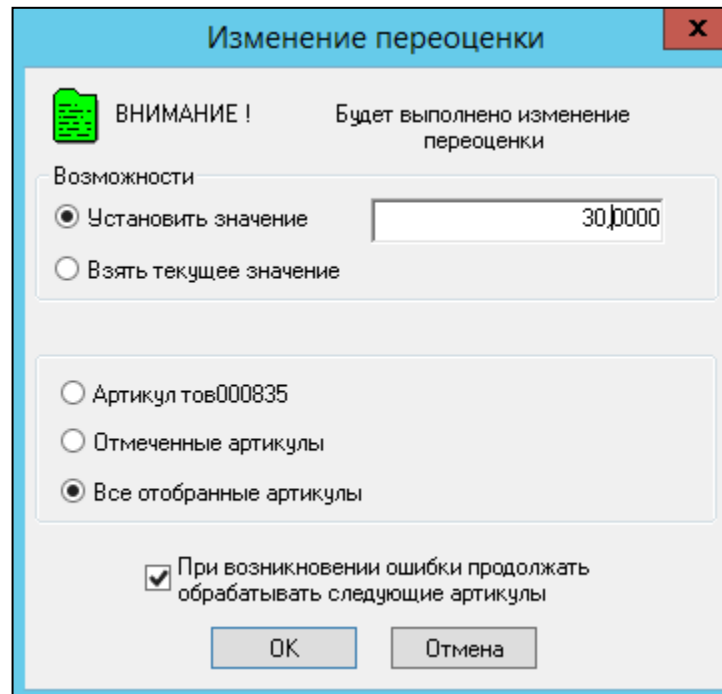 Изменение переоценки
x
ВНИМАНИЕ !
Будет выполнено изменение
переоценки
Возможности
Установить значение 30,0000
Взять текущее значение
Артикул тов000835
Отмеченные артикулы
Все отобранные артикулы
При возникновении ошибки продолжать
обрабатывать следующие артикулы
OK Отмена